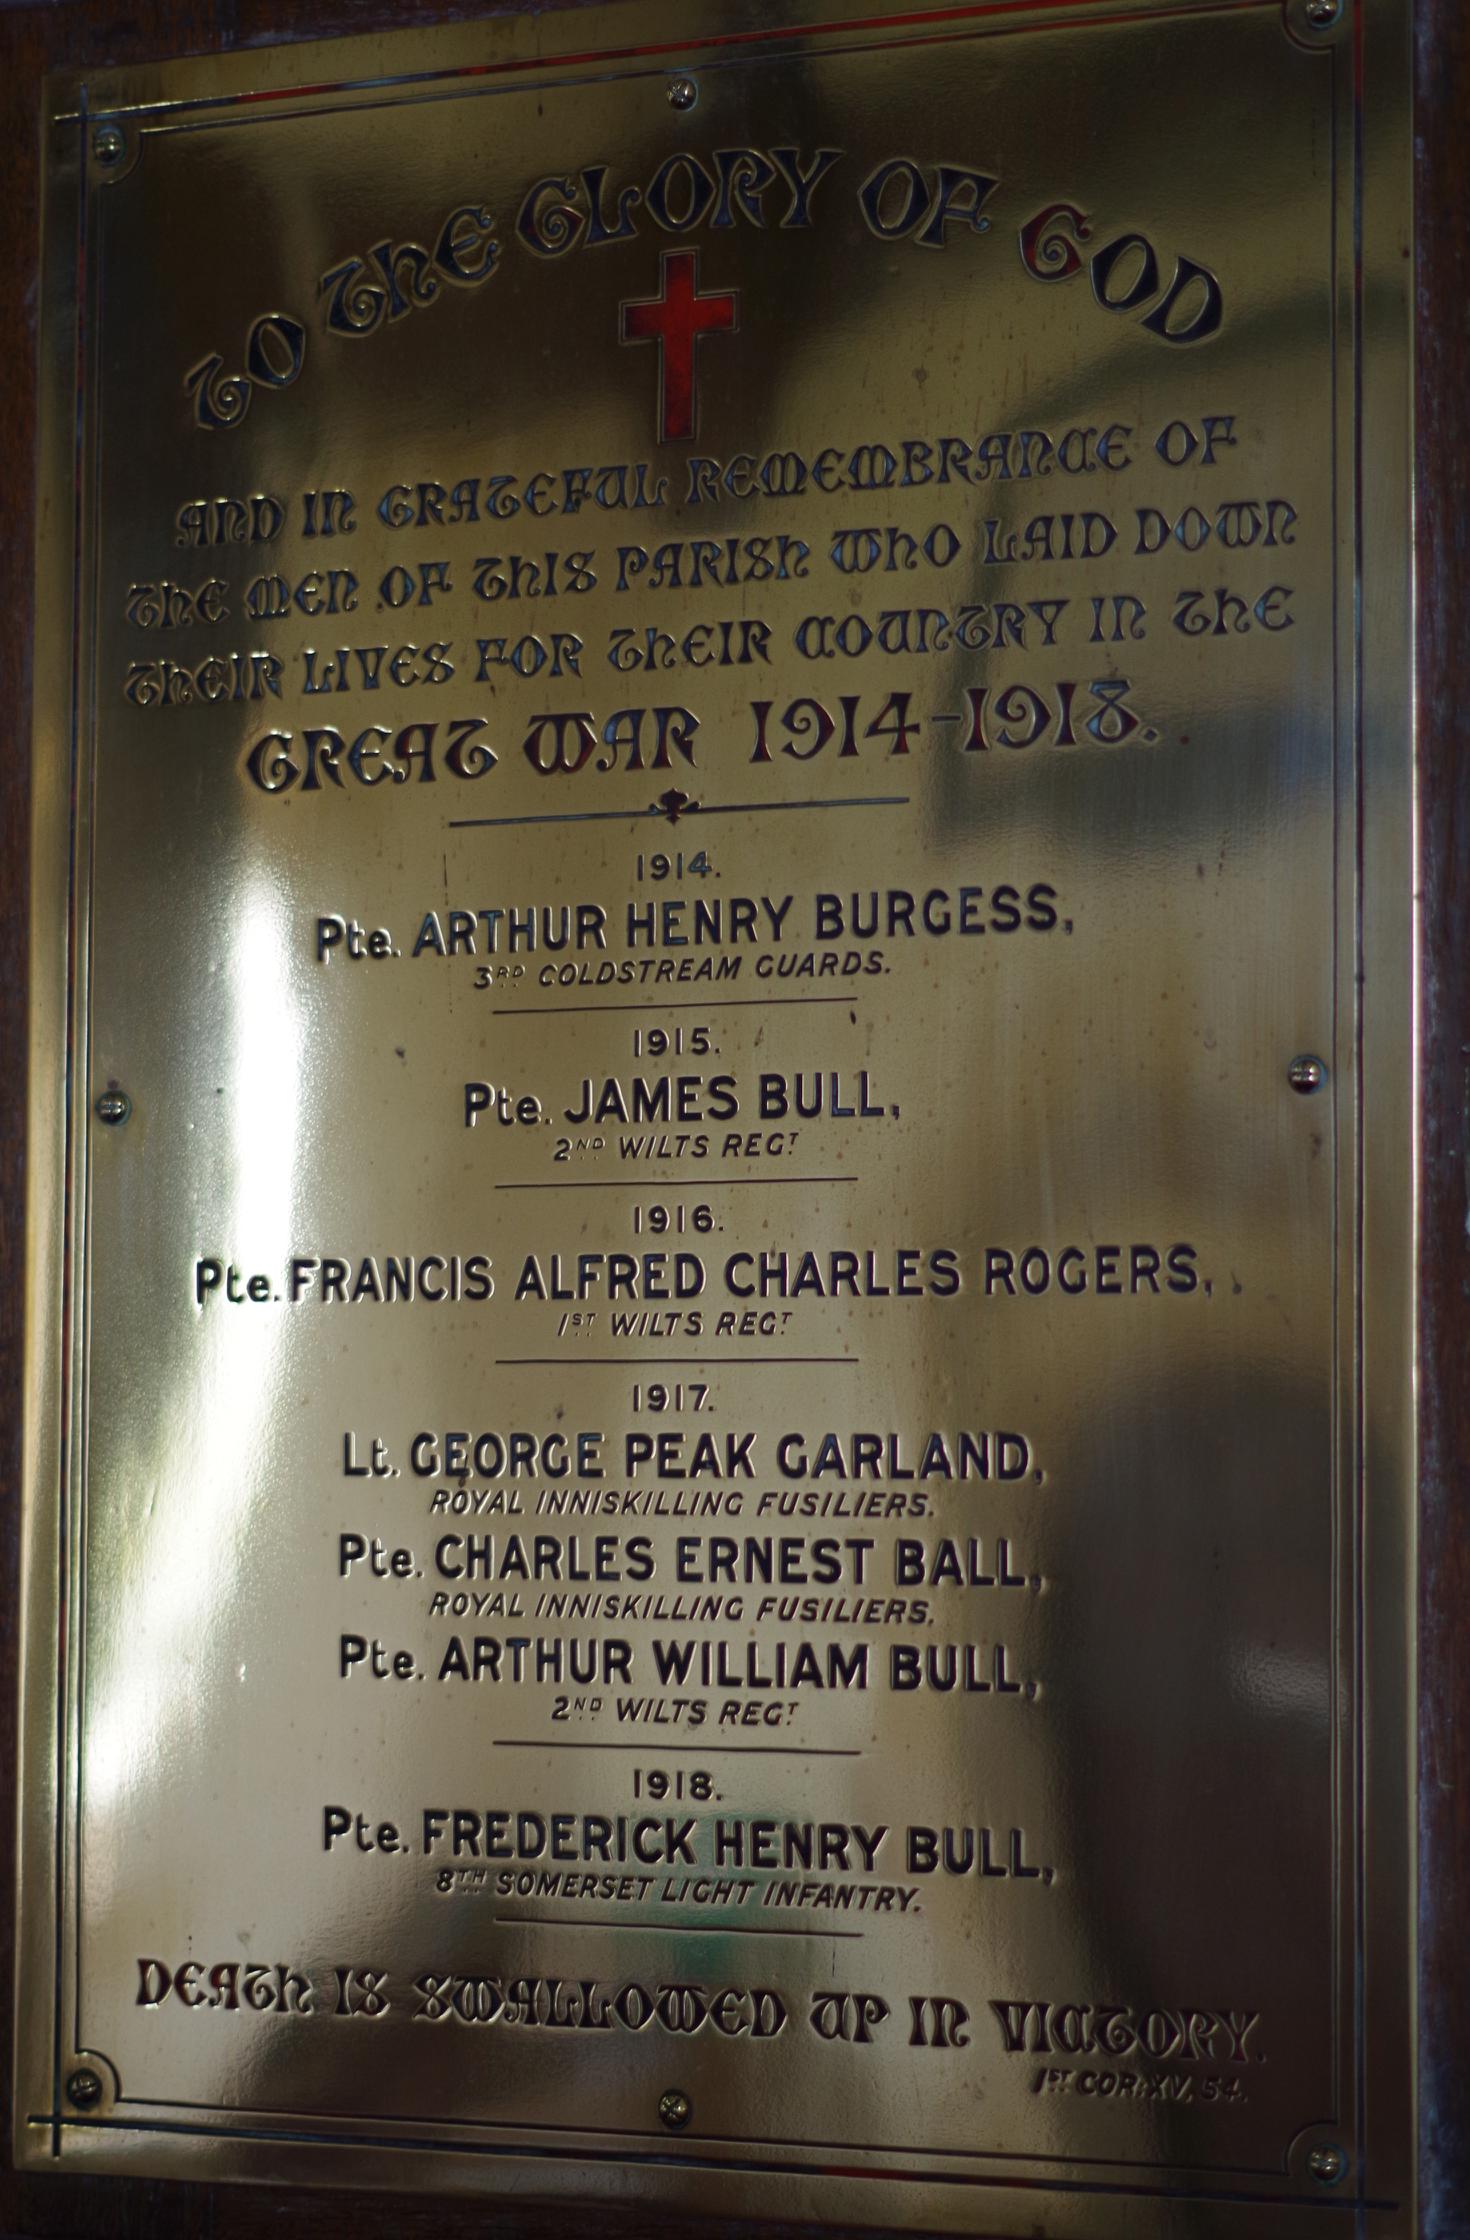 TO THE GLORY OF GOD
AND IN GRATEFUL REMEMBRANCE OF
THE MEN OF THIS PARISH WHO LAID DOWN
THEIR LIVES FOR THEIR COUNTRY IN THE
GREAT WAR 1914-1918.
1914.
Pte. ARTHUR HENRY BURGESS,
3RD COLDSTREAM GUARDS.
1915.
Pte. JAMES BULL,
2ND WILTS REGT
1916.
Pte. FRANCIS ALFRED CHARLES ROGERS,
1ST WILTS REGT
1917.
Lt. GEORGE PEAK GARLAND,
ROYAL INNISKILLING FUSILIERS.
Pte. CHARLES ERNEST BALL,
ROYAL INNISKILLING FUSILIERS.
Pte. ARTHUR WILLIAM BULL,
2ND WILTS REGT
1918.
Pte. FREDERICK HENRY BULL,
8TH SOMERSET LIGHT INFANTRY.
DEATH IS SWALLOWED UP IN VICTORY.
1ST COR: XV, 54.